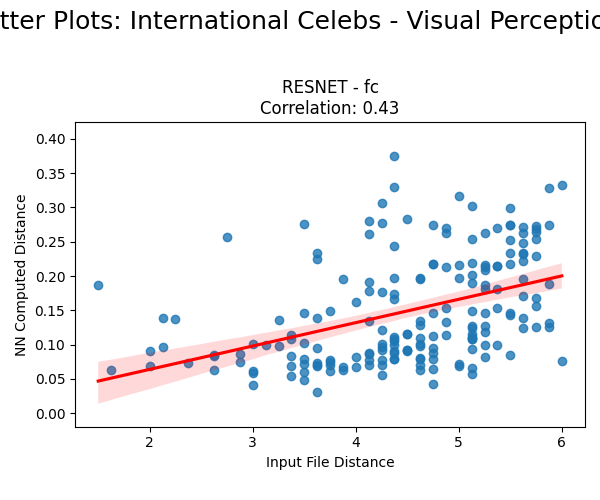 tter Plots: International Celebs - Visual Perceptio
RESNET - fc
Correlation: 0.43
NN Computed Distance
0.40
0.35
0.30
0.25
0.20
0.15
0.10
0.05
0.00
2 3 4 5 6
Input File Distance